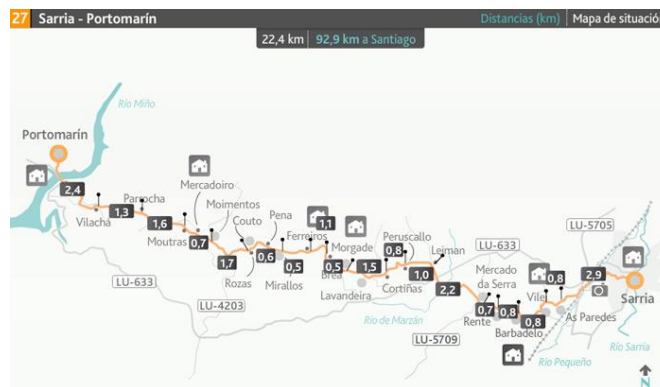 27 Sarria - Portomarín
Distancias (km) Mapa de situació
22,4 km 92,9 km a Santiago
Río Miño
Portomarín
2,4
Vilachá
1,3
Parrocha
1,6
Moutras
0,7
Mercadoiro
Moimentos
1,7
Rozas
Couto
0,6
Pena
Mirallos
0,5
Ferreiros
1,1
0,5
Brea
Morgade
1,5
Lavandeira
Cortiñas
0,8
Peruscallo
1,0
Leiman
2,2
Mercado
da Serra
0,7
Rente
0,8
Barbadelo
0,8
Vilei
0,8
As Paredes
2,9
Sarria
LU-633
LU-4203
LU-633
LU-5709
LU-5705
Río de Marzán
Río Pequeño
Río Sarria
N